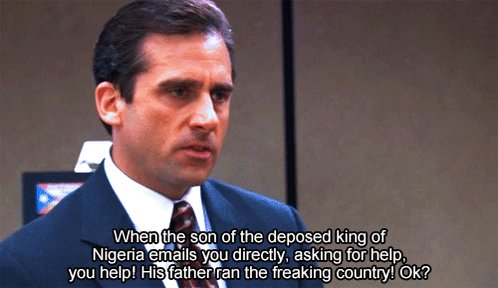 When the son of the deposed king of
Nigeria emails you directly, asking for help,
you help! His father ran the freaking country! Ok?